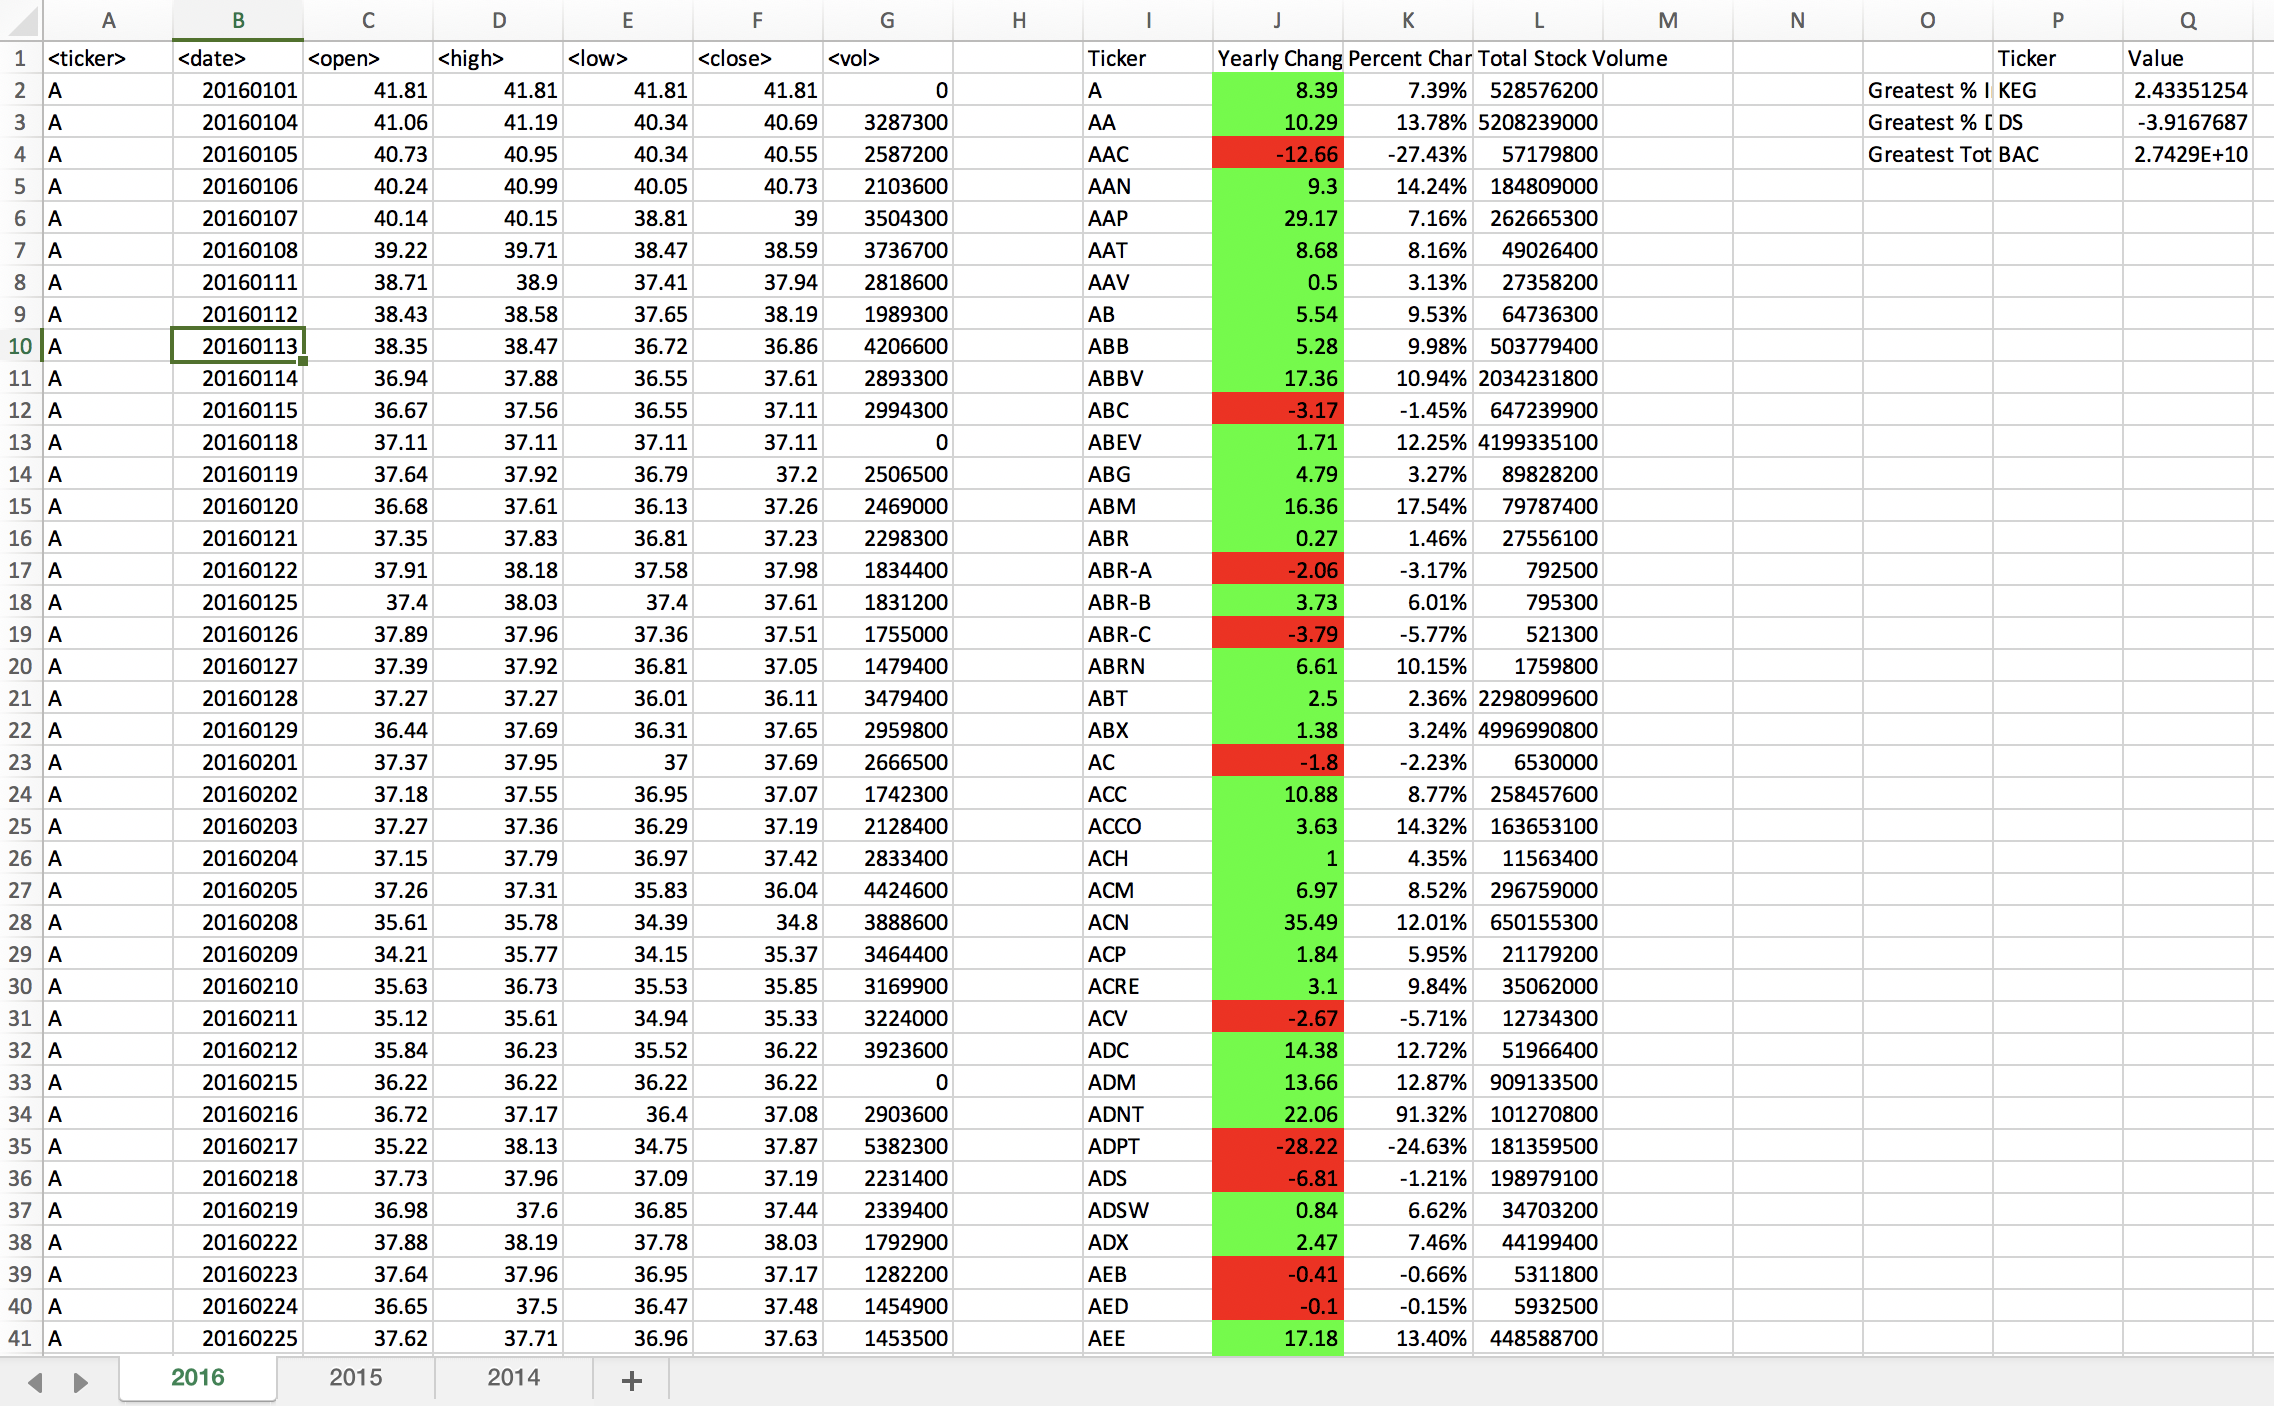 A B C D E F G H I J K L M N O P Q
1 <ticker> <date> <open> <high> <low> <close> <vol> Ticker Yearly Chang Percent Char Total Stock Volume Ticker Value
2 A 20160101 41.81 41.81 41.81 41.81 0 A 8.39 7.39% 528576200 Greatest % I KEG 2.43351254
3 A 20160104 41.06 41.19 40.34 40.69 3287300 AA 10.29 13.78% 5208239000 Greatest % D DS -3.9167687
4 A 20160105 40.73 40.95 40.34 40.55 2587200 AAC -12.66 -27.43% 57179800 Greatest Tot BAC 2.7429E+10
5 A 20160106 40.24 40.99 40.05 40.73 2103600 AAN 9.3 14.24% 184809000
6 A 20160107 40.14 40.15 38.81 39 3504300 AAP 29.17 7.16% 262665300
7 A 20160108 39.22 39.71 38.47 38.59 3736700 AAT 8.68 8.16% 49026400
8 A 20160111 38.71 38.9 37.41 37.94 2818600 AAV 0.5 3.13% 27358200
9 A 20160112 38.43 38.58 37.65 38.19 1989300 AB 5.54 9.53% 64736300
10 A 20160113 38.35 38.47 36.72 36.86 4206600 ABB 5.28 9.98% 503779400
11 A 20160114 36.94 37.88 36.55 37.61 2893300 ABBV 17.36 10.94% 2034231800
12 A 20160115 36.67 37.56 36.55 37.11 2994300 ABC -3.17 -1.45% 647239900
13 A 20160118 37.11 37.11 37.11 37.11 0 ABEV 1.71 12.25% 4199335100
14 A 20160119 37.64 37.92 36.79 37.2 2506500 ABG 4.79 3.27% 89828200
15 A 20160120 36.68 37.61 36.13 37.26 2469000 ABM 16.36 17.54% 79787400
16 A 20160121 37.35 37.83 36.81 37.23 2298300 ABR 0.27 1.46% 27556100
17 A 20160122 37.91 38.18 37.58 37.98 1834400 ABR-A -2.06 -3.17% 792500
18 A 20160125 37.4 38.03 37.4 37.61 1831200 ABR-B 3.73 6.01% 795300
19 A 20160126 37.89 37.96 37.36 37.51 1755000 ABR-C -3.79 -5.77% 521300
20 A 20160127 37.39 37.92 36.81 37.05 1479400 ABRN 6.61 10.15% 1759800
21 A 20160128 37.27 37.27 36.01 36.11 3479400 ABT 2.5 2.36% 2298099600
22 A 20160129 36.44 37.69 36.31 37.65 2959800 ABX 1.38 3.24% 4996990800
23 A 20160201 37.37 37.95 37 37.69 2666500 AC -1.8 -2.23% 6530000
24 A 20160202 37.18 37.55 36.95 37.07 1742300 ACC 10.88 8.77% 258457600
25 A 20160203 37.27 37.36 36.29 37.19 2128400 ACCO 3.63 14.32% 163653100
26 A 20160204 37.15 37.79 36.97 37.42 2833400 ACH 1 4.35% 11563400
27 A 20160205 37.26 37.31 35.83 36.04 4424600 ACM 6.97 8.52% 296759000
28 A 20160208 35.61 35.78 34.39 34.8 3888600 ACN 35.49 12.01% 650155300
29 A 20160209 34.21 35.77 34.15 35.37 3464400 ACP 1.84 5.95% 21179200
30 A 20160210 35.63 36.73 35.53 35.85 3169900 ACRE 3.1 9.84% 35062000
31 A 20160211 35.12 35.61 34.94 35.33 3224000 ACV -2.67 -5.71% 12734300
32 A 20160212 35.84 36.23 35.52 36.22 3923600 ADC 14.38 12.72% 51966400
33 A 20160215 36.22 36.22 36.22 36.22 0 ADM 13.66 12.87% 909133500
34 A 20160216 36.72 37.17 36.4 37.08 2903600 ADNT 22.06 91.32% 101270800
35 A 20160217 35.22 38.13 34.75 37.87 5382300 ADPT -28.22 -24.63% 181359500
36 A 20160218 37.73 37.96 37.09 37.19 2231400 ADS -6.81 -1.21% 198979100
37 A 20160219 36.98 37.6 36.85 37.44 2339400 ADSW 0.84 6.62% 34703200
38 A 20160222 37.88 38.19 37.78 38.03 1792900 ADX 2.47 7.46% 44199400
39 A 20160223 37.64 37.96 36.95 37.17 1282200 AEB -0.41 -0.66% 5311800
40 A 20160224 36.65 37.5 36.47 37.48 1454900 AED -0.1 -0.15% 5932500
41 A 20160225 37.62 37.71 36.96 37.63 1453500 AEE 17.18 13.40% 448588700
2016 2015 2014 +